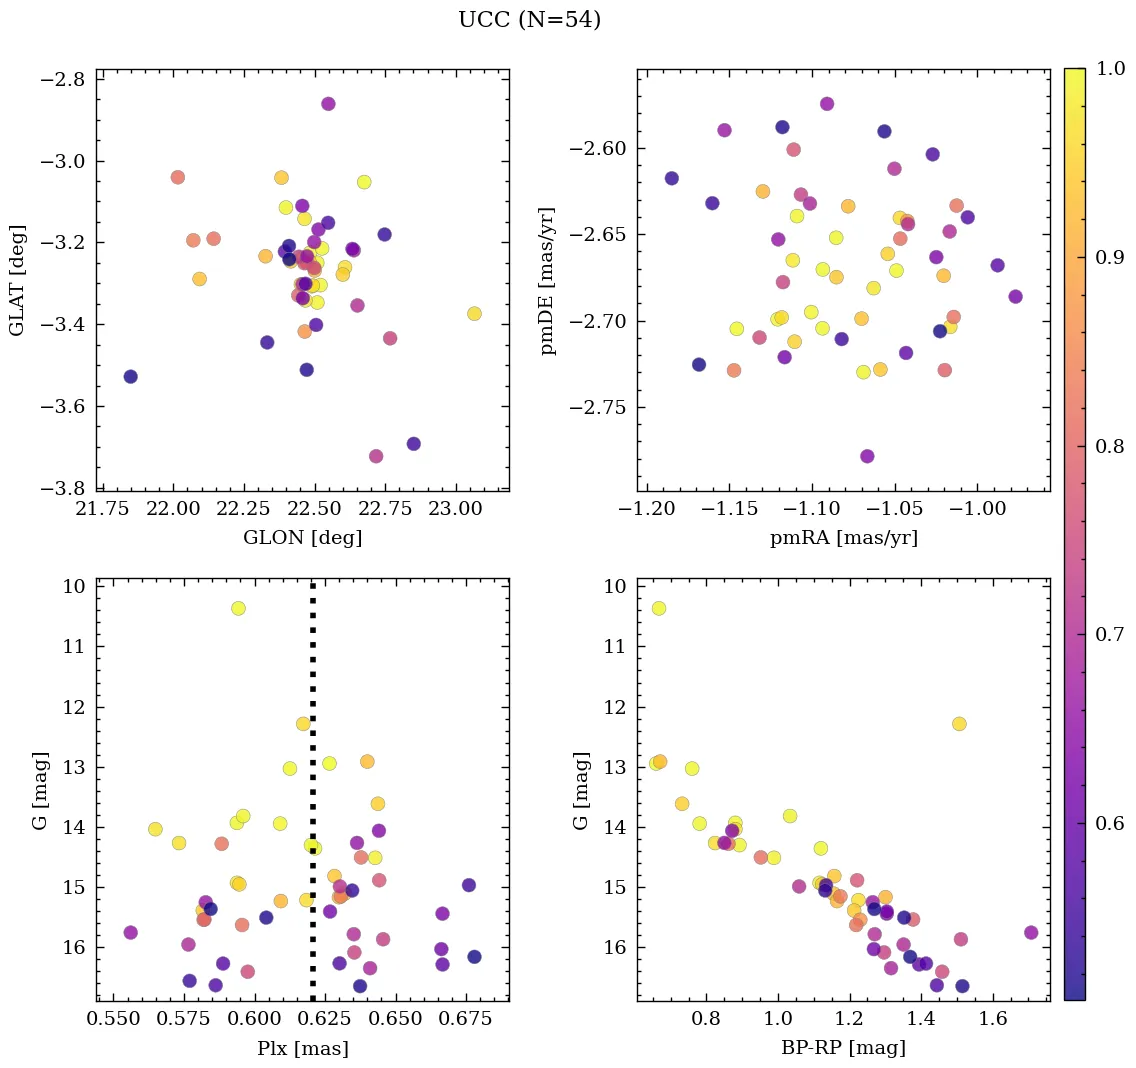 UCC (N=54)
−2.8
−3.0
−3.2
−3.4
−3.6
−3.8
GLAT [deg]
21.75 22.00 22.25 22.50 22.75 23.00
GLON [deg]
−2.60
−2.65
−2.70
−2.75
pmDE [mas/yr]
−1.20 −1.15 −1.10 −1.05 −1.00
pmRA [mas/yr]
10
11
12
13
14
15
16
G [mag]
0.550 0.575 0.600 0.625 0.650 0.675
Plx [mas]
10
11
12
13
14
15
16
G [mag]
0.8 1.0 1.2 1.4 1.6
BP-RP [mag]
1.0
0.9
0.8
0.7
0.6